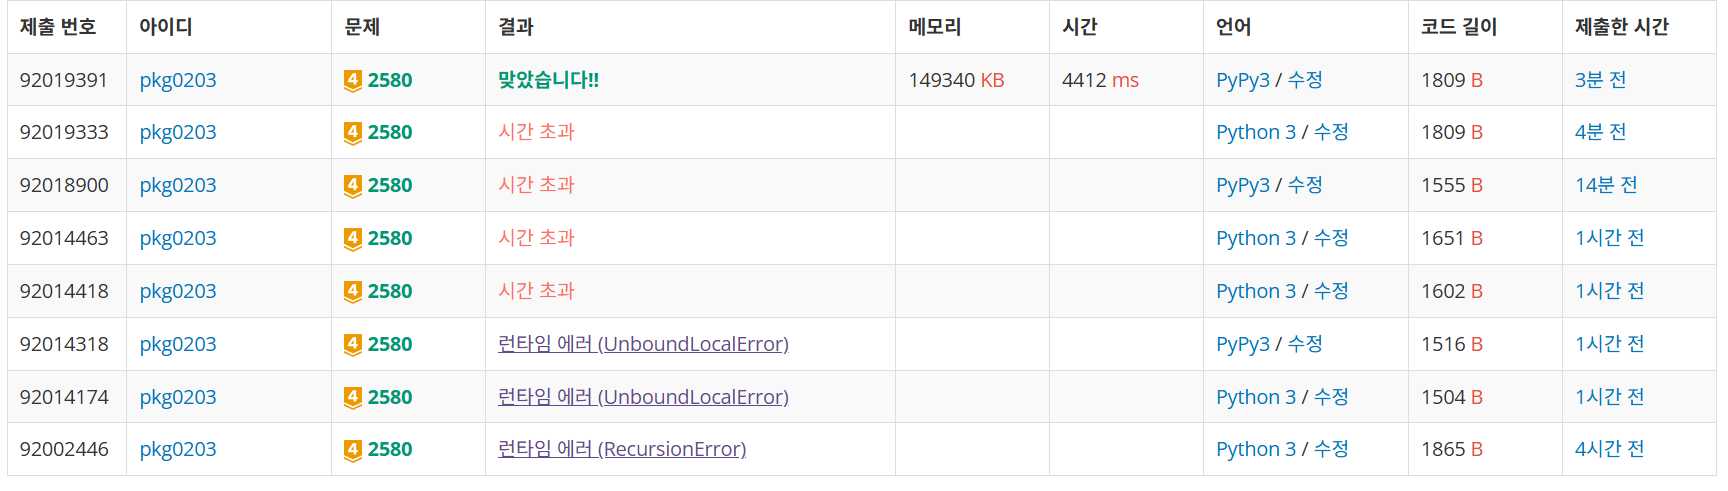 제출 번호 아이디 문제 결과 메모리 시간 언어 코드 길이 제출한 시간
92019391 pkg0203 4 2580 맞았습니다!! 149340 KB 4412 ms PyPy3 / 수정 1809 B 3분 전
92019333 pkg0203 4 2580 시간 초과 Python 3 / 수정 1809 B 4분 전
92018900 pkg0203 4 2580 시간 초과 PyPy3 / 수정 1555 B 14분 전
92014463 pkg0203 4 2580 시간 초과 Python 3 / 수정 1651 B 1시간 전
92014418 pkg0203 4 2580 시간 초과 Python 3 / 수정 1602 B 1시간 전
92014318 pkg0203 4 2580 런타임 에러 (UnboundLocalError) PyPy3 / 수정 1516 B 1시간 전
92014174 pkg0203 4 2580 런타임 에러 (UnboundLocalError) Python 3 / 수정 1504 B 1시간 전
92002446 pkg0203 4 2580 런타임 에러 (RecursionError) Python 3 / 수정 1865 B 4시간 전